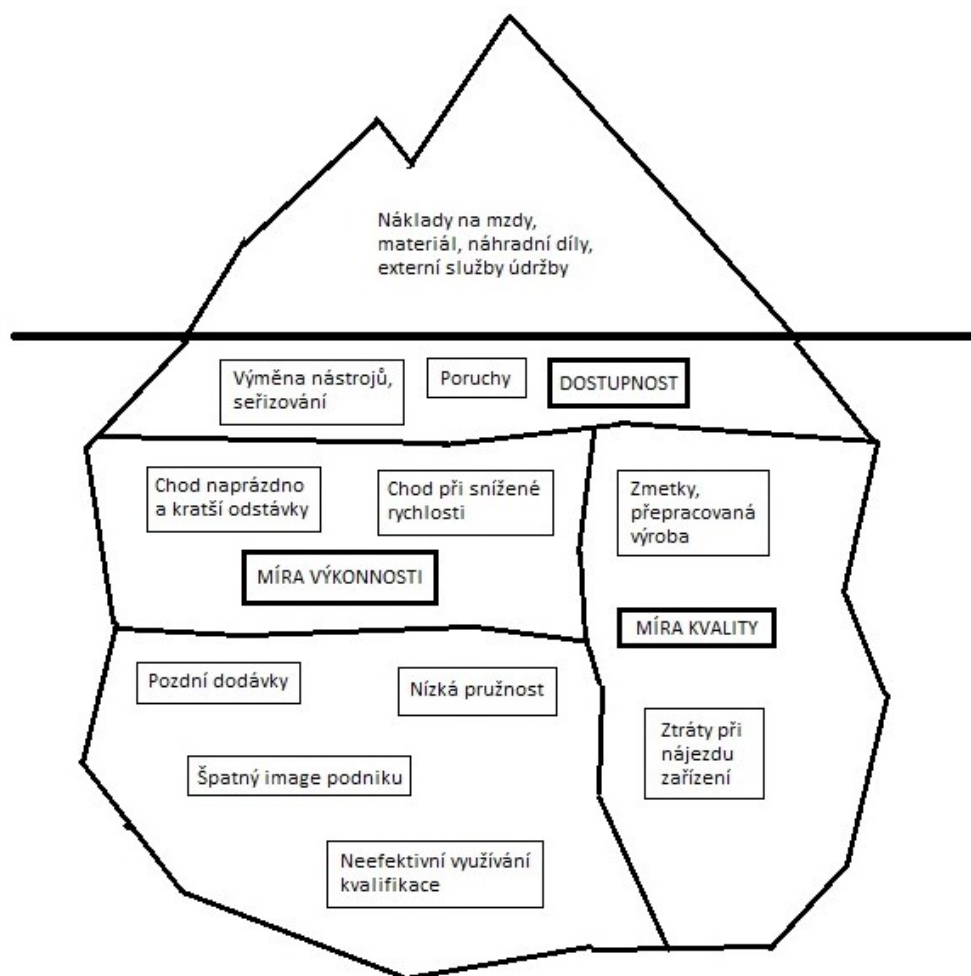 Náklady na mzdy,
materiál, náhradní díly,
externí služby údržby
Výměna nástrojů,
seřizování
Poruchy
DOSTUPNOST
Chod naprázdno
a kratší odstávky
Chod při snížené
rychlosti
MÍRA VÝKONNOSTI
Zmetky,
přepracovaná
výroba
MÍRA KVALITY
Pozdní dodávky
Nízká pružnost
Špatný image podniku
Neefektivní využívání
kvalifikace
Ztráty při
nájezdu
zařízení